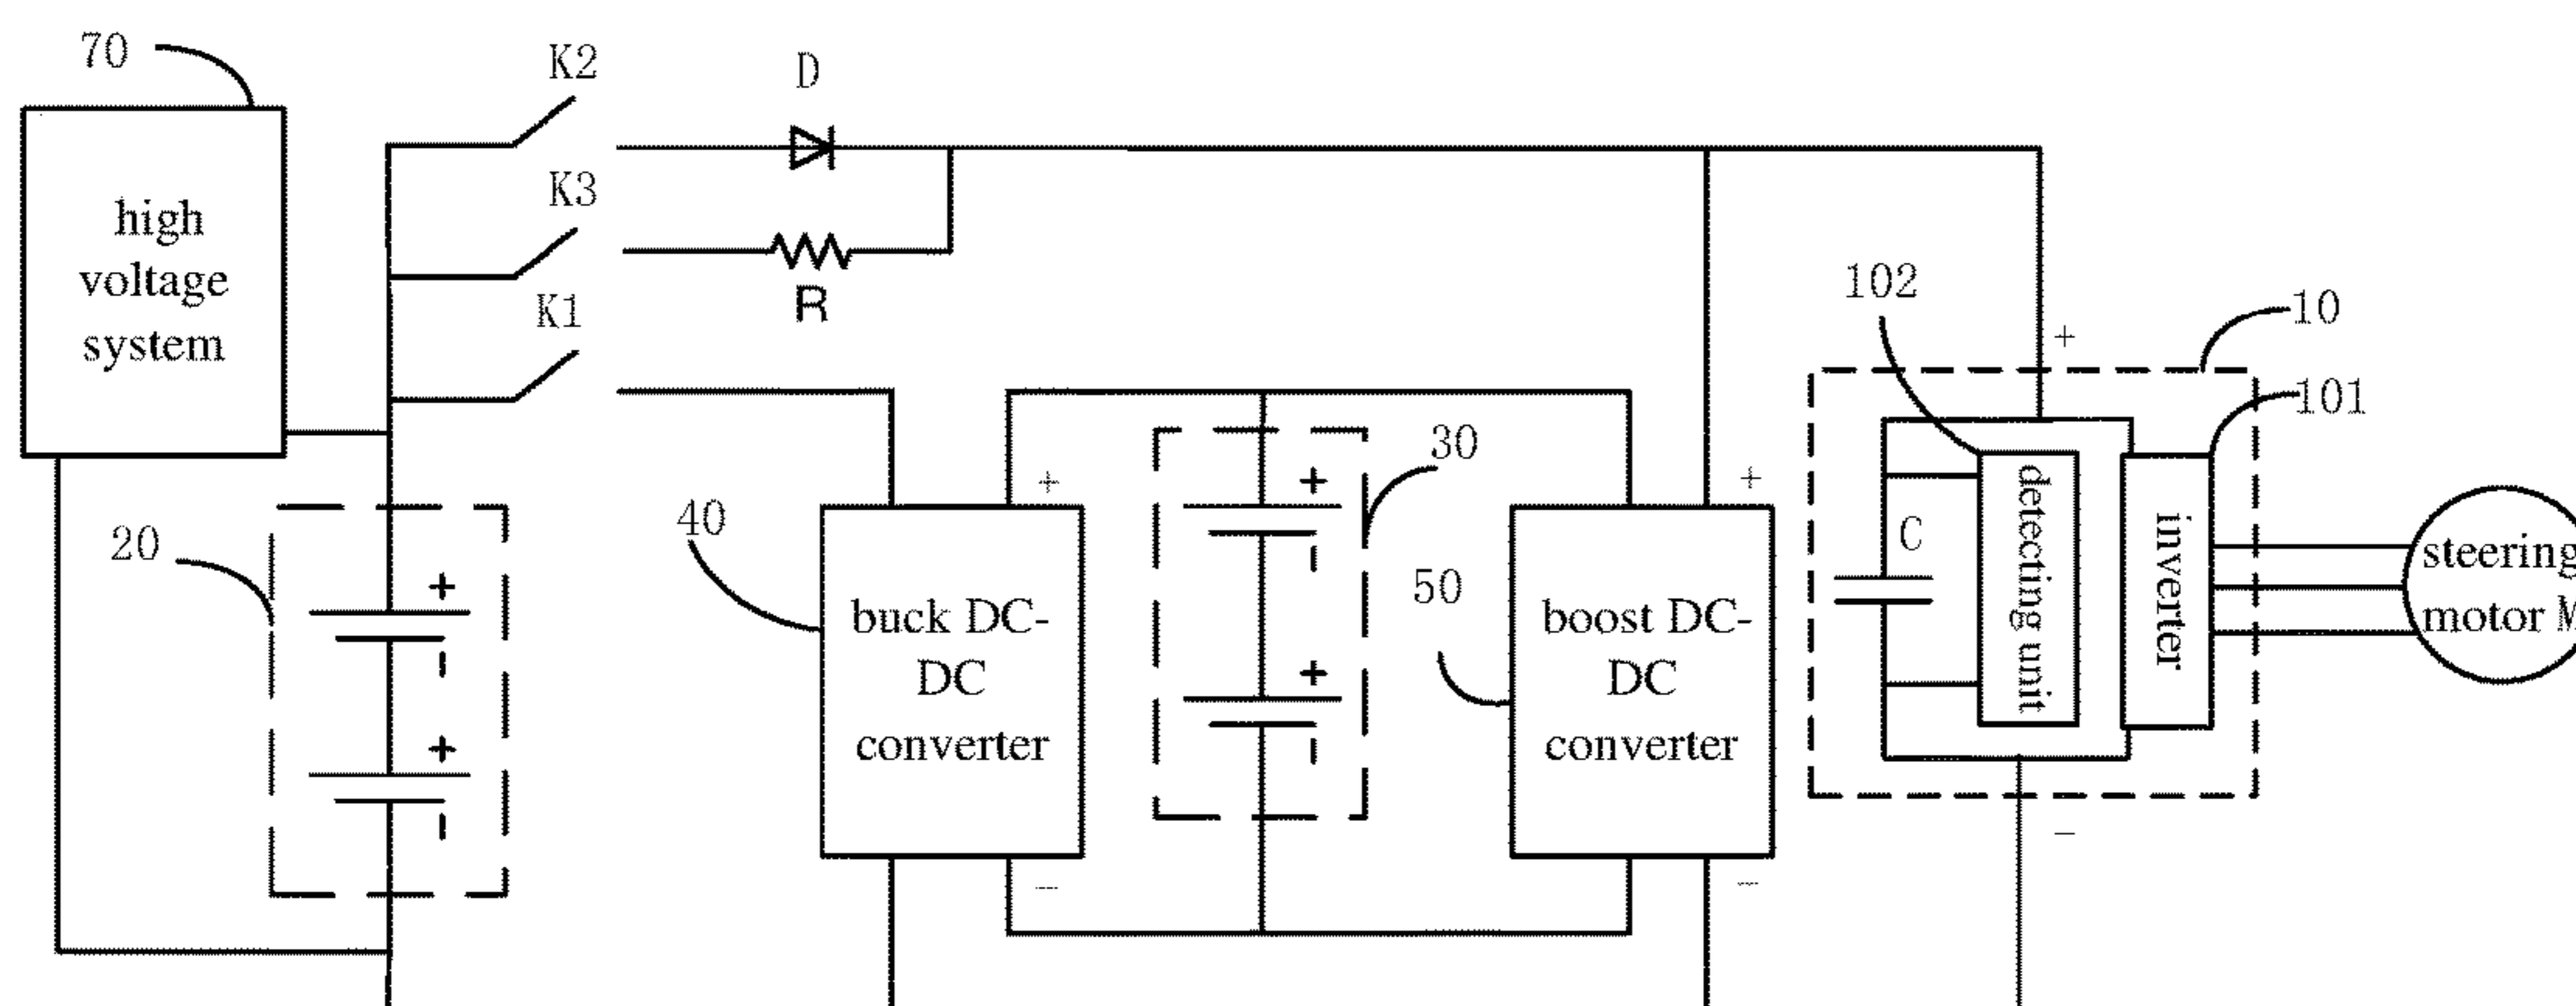 70
K2
D
K3
high
voltage
system
R
K1
102
10
101
+
20
+
-
+
-
40
buck DC-
DC
converter
+
-
30
+
-
+
-
50
boost DC-
DC
converter
+
-
C
detecting unit
inverter
-
steering
motor M